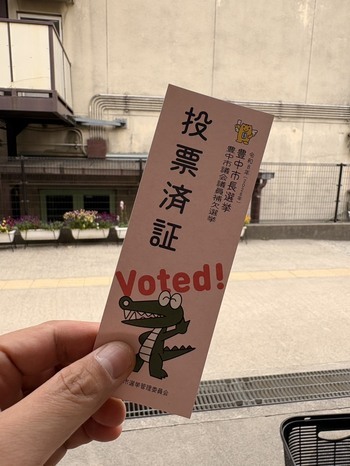 豊中市長選挙
豊中市議会議員補欠選挙
投票済証
Voted!
選挙管理委員会